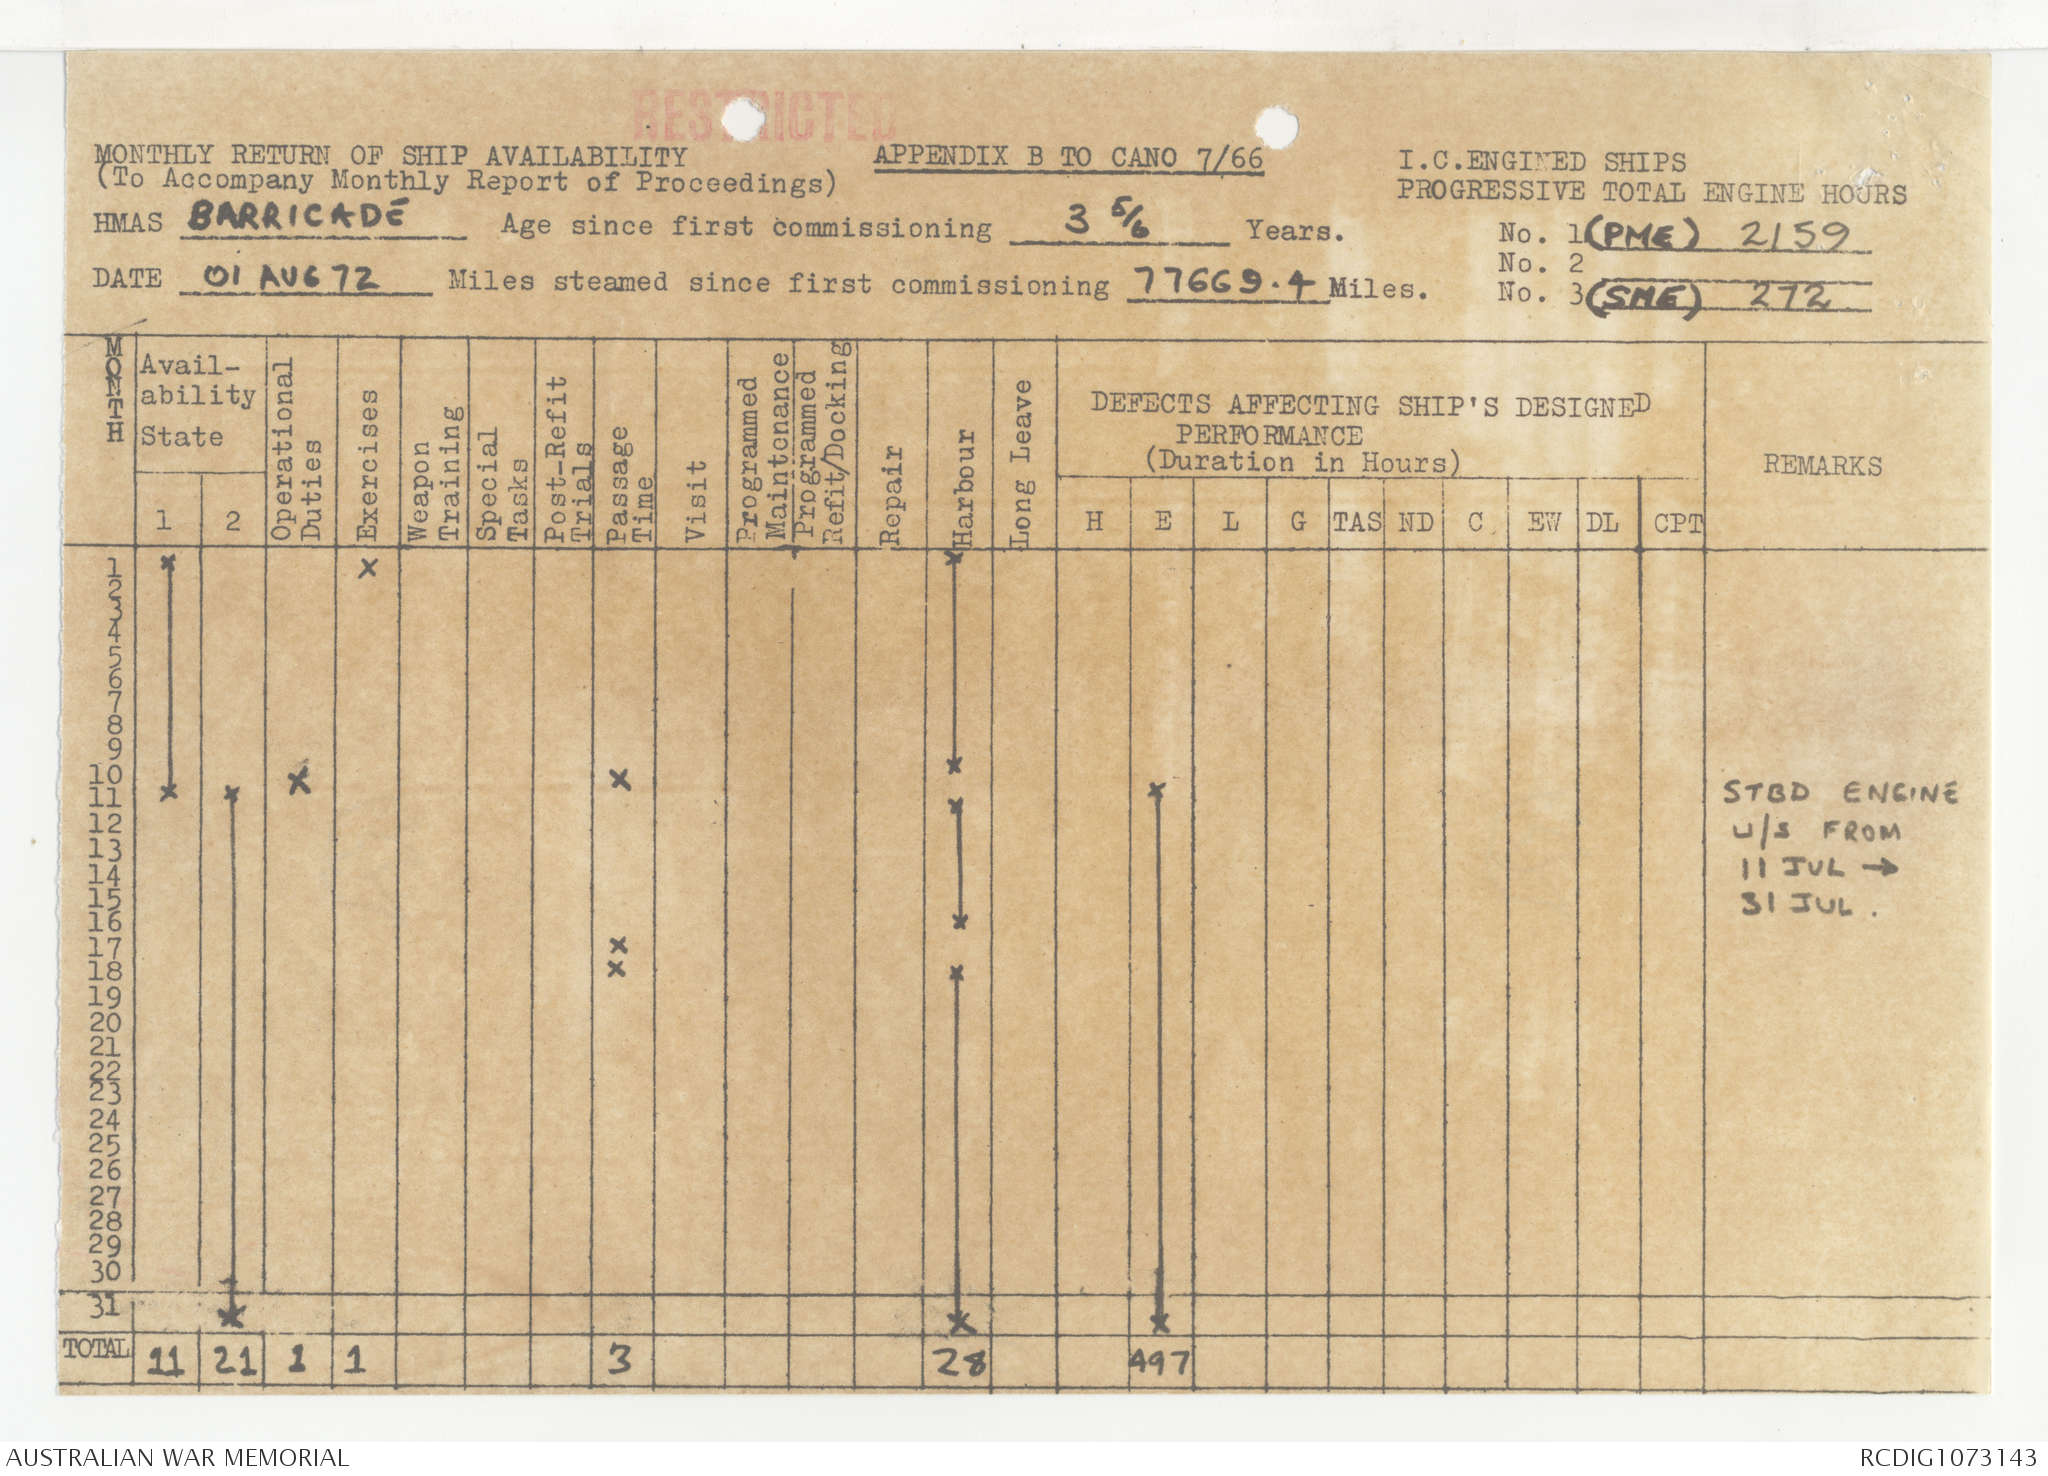 RESTRICTED
MONTHLY RETURN OF SHIP AVAILABILITY
(To Accompany Monthly Report of Proceedings)
APPENDIX B TO CANO 7/66
I.C.ENGINED SHIPS
PROGRESSIVE TOTAL ENGINE HOURS
HMAS BARRICADE Age since first commissioning 3 5/6 Years.
No. 1 (PME) 2159
No. 2
No. 3 (SME) 272
DATE 01 AUG 72 Miles steamed since first commissioning 77669.4 Miles.
MONTH
Avail-
ability
State
1 2
Operational
Duties
Exercises
Weapon
Training
Special
Tasks
Post-Refit
Trials
Passage
Time
Visit
Programmed
Maintenance
Programmed
Refit/Docking
Repair
Harbour
Long Leave
DEFECTS AFFECTING SHIP'S DESIGNED
PERFORMANCE
(Duration in Hours)
H E L G TAS ND C EW DL CPT
REMARKS
1 x x x
2
3
4
5
6
7
8
9
10 x x x
11 x x x x
12
13
14
15
16 x
17 x
18 x x
19
20
21
22
23
24
25
26
27
28
29
30
31 x x x
STBD ENGINE
U/S FROM
11 JUL →
31 JUL.
TOTAL 11 21 1 1 3 28 497
AUSTRALIAN WAR MEMORIAL
RCDIG1073143